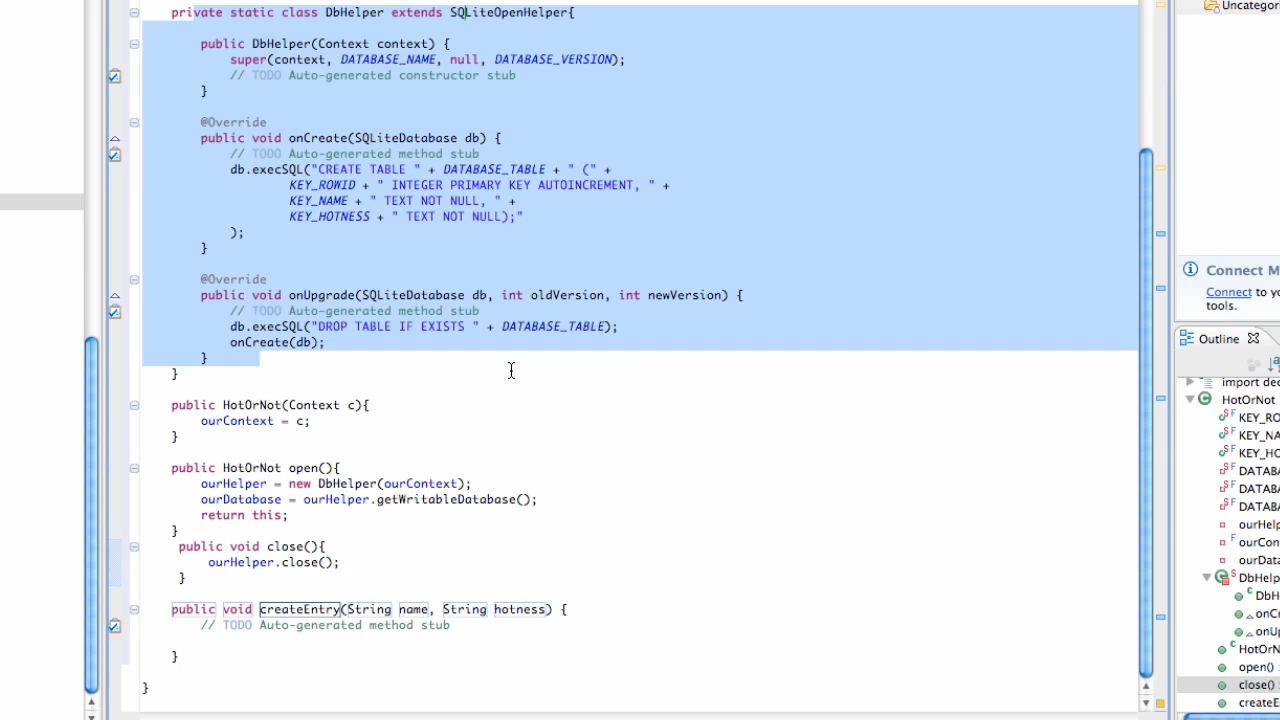 private static class DbHelper extends SQLiteOpenHelper{
public DbHelper(Context context) {
super(context, DATABASE_NAME, null, DATABASE_VERSION);
// TODO Auto-generated constructor stub
}
@Override
public void onCreate(SQLiteDatabase db) {
// TODO Auto-generated method stub
db.execSQL("CREATE TABLE " + DATABASE_TABLE + " (" +
KEY_ROWID + " INTEGER PRIMARY KEY AUTOINCREMENT, " +
KEY_NAME + " TEXT NOT NULL, " +
KEY_HOTNESS + " TEXT NOT NULL);"
);
}
@Override
public void onUpgrade(SQLiteDatabase db, int oldVersion, int newVersion) {
// TODO Auto-generated method stub
db.execSQL("DROP TABLE IF EXISTS " + DATABASE_TABLE);
onCreate(db);
}
}
public HotOrNot(Context c){
ourContext = c;
}
public HotOrNot open(){
ourHelper = new DbHelper(ourContext);
ourDatabase = ourHelper.getWritableDatabase();
return this;
}
public void close(){
ourHelper.close();
}
public void createEntry(String name, String hotness) {
// TODO Auto-generated method stub
}
}
Uncategor
Connect M
Connect to yo
tools.
Outline
import dec
HotOrNot
KEY_RO
KEY_NA
KEY_HO
DATABA
DATABA
DATABA
ourHelp
ourCon
ourData
DbHelp
DbH
onCr
onUp
HotOrN
open() :
close() :
createE